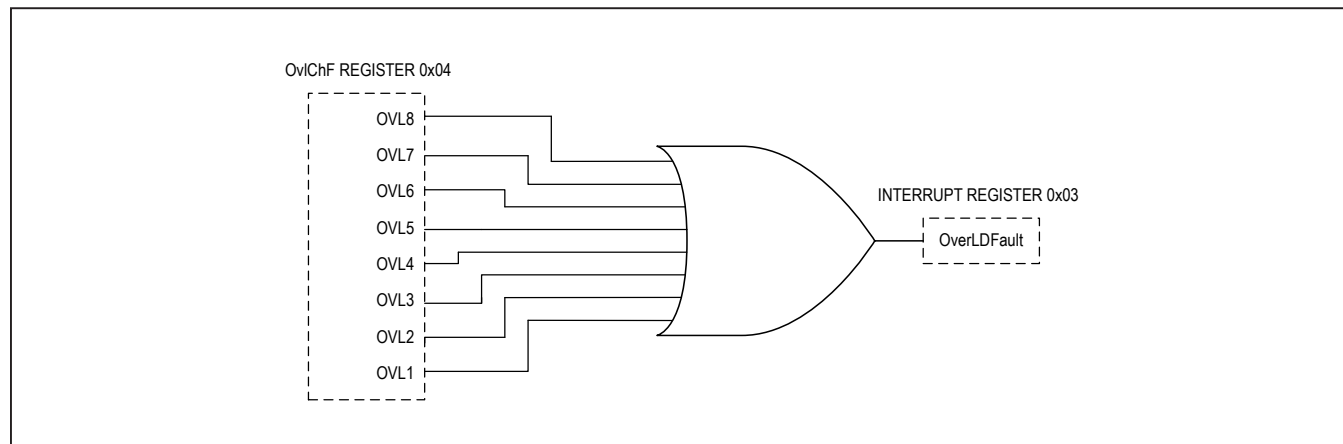 OvlChF REGISTER 0x04
OVL8
OVL7
OVL6
OVL5
OVL4
OVL3
OVL2
OVL1
INTERRUPT REGISTER 0x03
OverLDFault